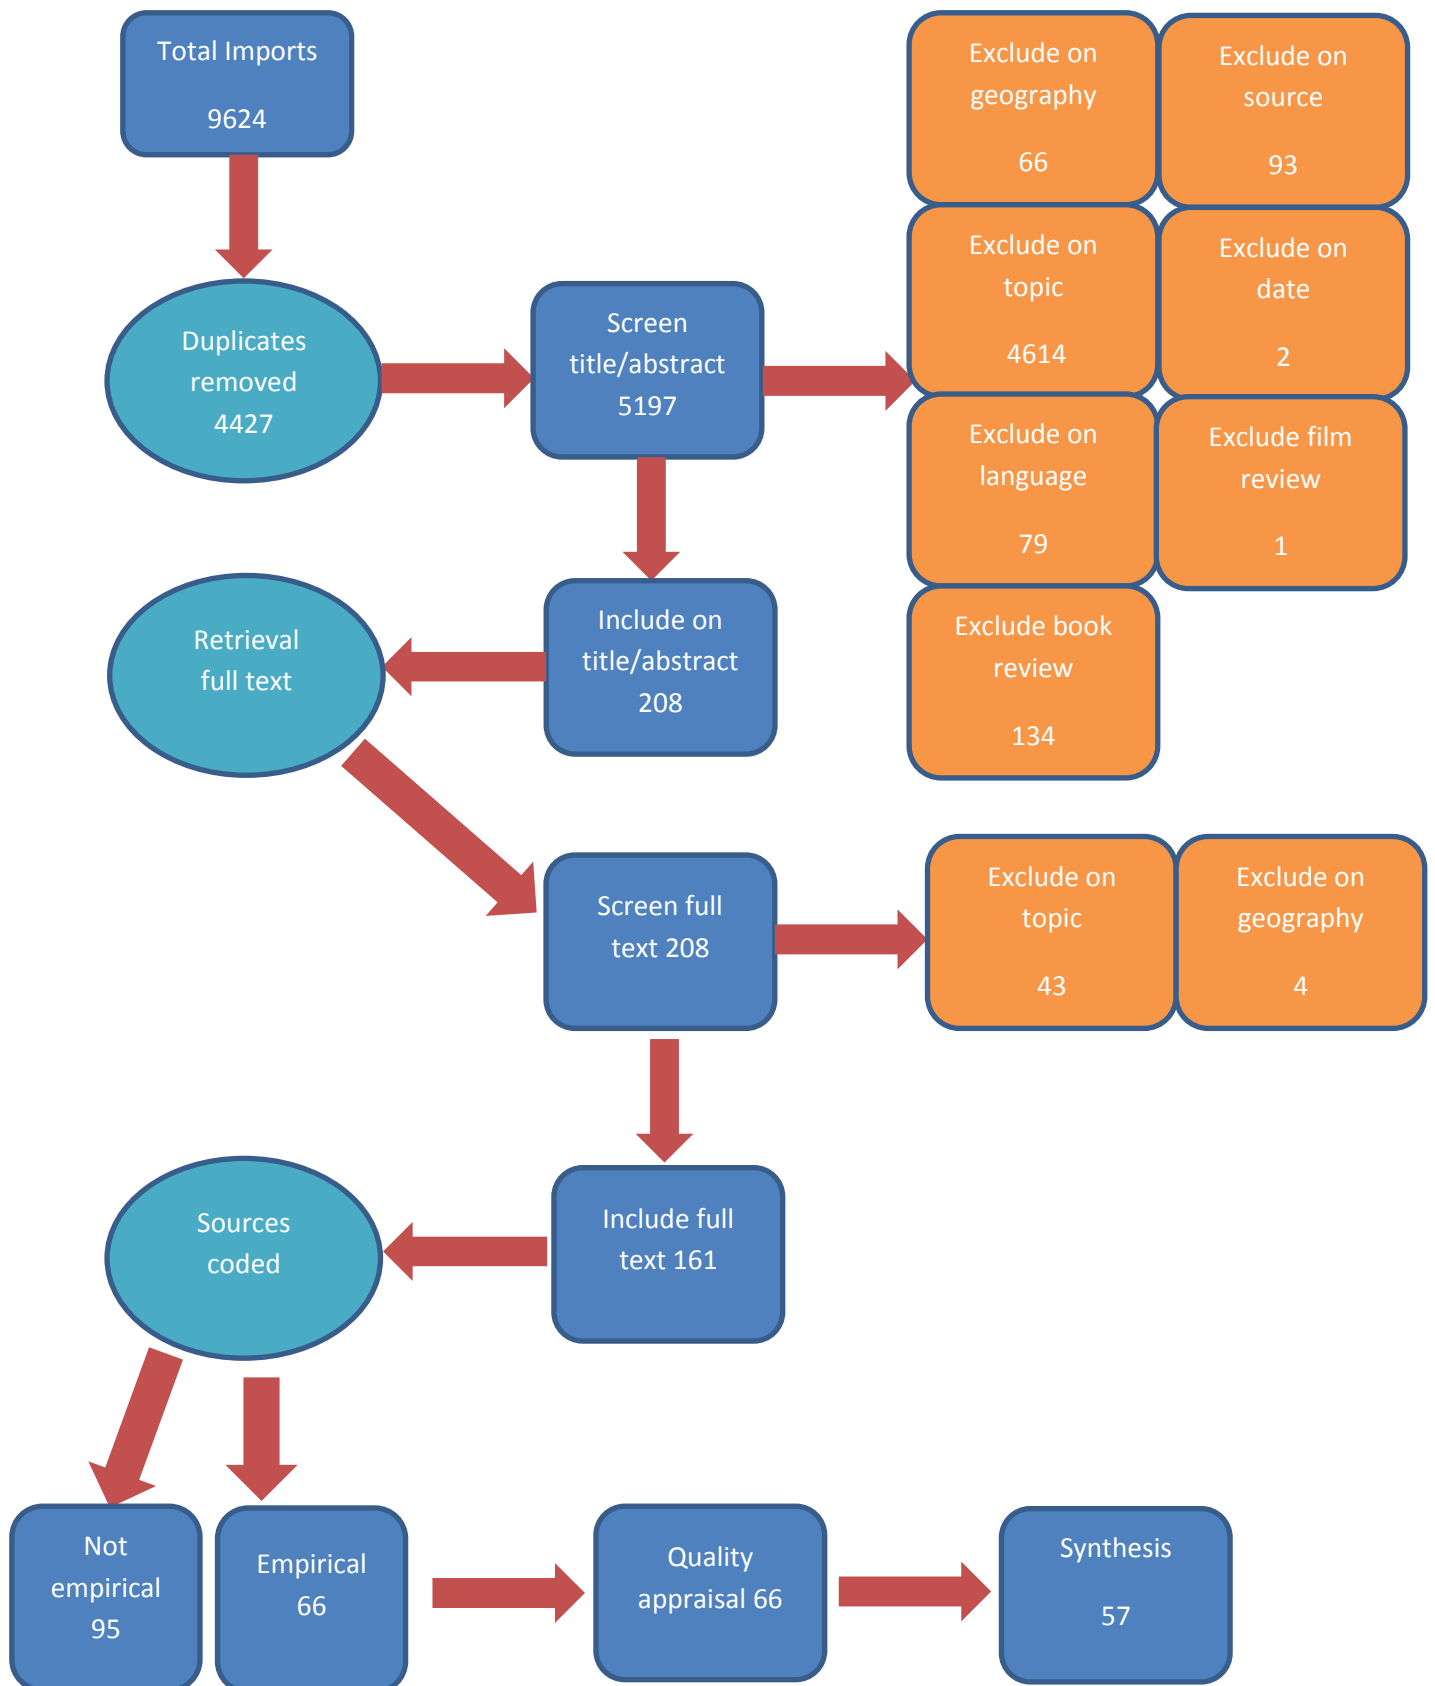 Total Imports
9624
Exclude on
geography
66
Exclude on
source
93
Exclude on
topic
4614
Exclude on
date
2
Duplicates
removed
4427
Screen
title/abstract
5197
Exclude on
language
79
Exclude film
review
1
Retrieval
full text
Include on
title/abstract
208
Exclude book
review
134
Screen full
text 208
Exclude on
topic
43
Exclude on
geography
4
Sources
coded
Include full
text 161
Not
empirical
95
Empirical
66
Quality
appraisal 66
Synthesis
57